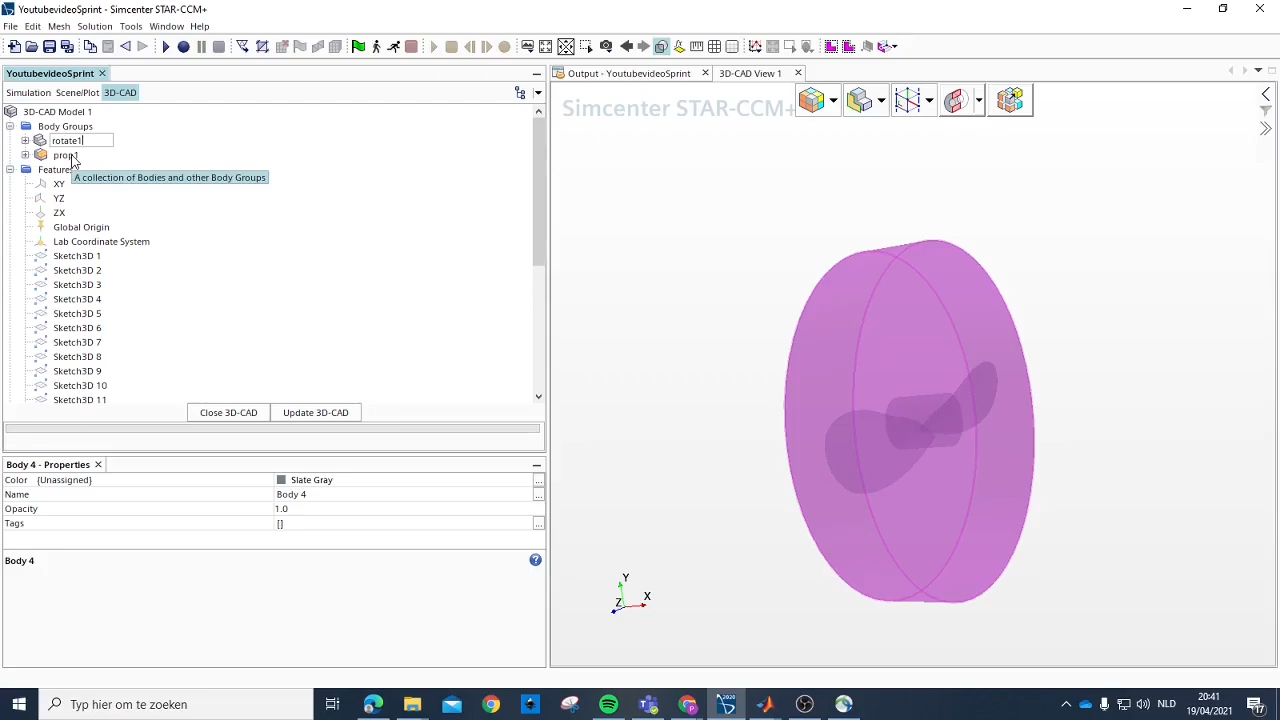 YoutubevideoSprint - Simcenter STAR-CCM+
File Edit Mesh Solution Tools Window Help
YoutubevideoSprint
Simulation Scene/Plot 3D-CAD
3D-CAD Model 1
Body Groups
rotate1
prop1
A collection of Bodies and other Body Groups
XY
YZ
ZX
Global Origin
Lab Coordinate System
Sketch3D 1
Sketch3D 2
Sketch3D 3
Sketch3D 4
Sketch3D 5
Sketch3D 6
Sketch3D 7
Sketch3D 8
Sketch3D 9
Sketch3D 10
Sketch3D 11
Close 3D-CAD Update 3D-CAD
Body 4 - Properties
Color {Unassigned} Slate Gray
Name Body 4
Opacity 1.0
Tags []
Body 4
Output - YoutubevideoSprint 3D-CAD View 1
Simcenter STAR-CCM+
Y
X
Z
Typ hier om te zoeken
2020
NLD
20:41
19/04/2021
17